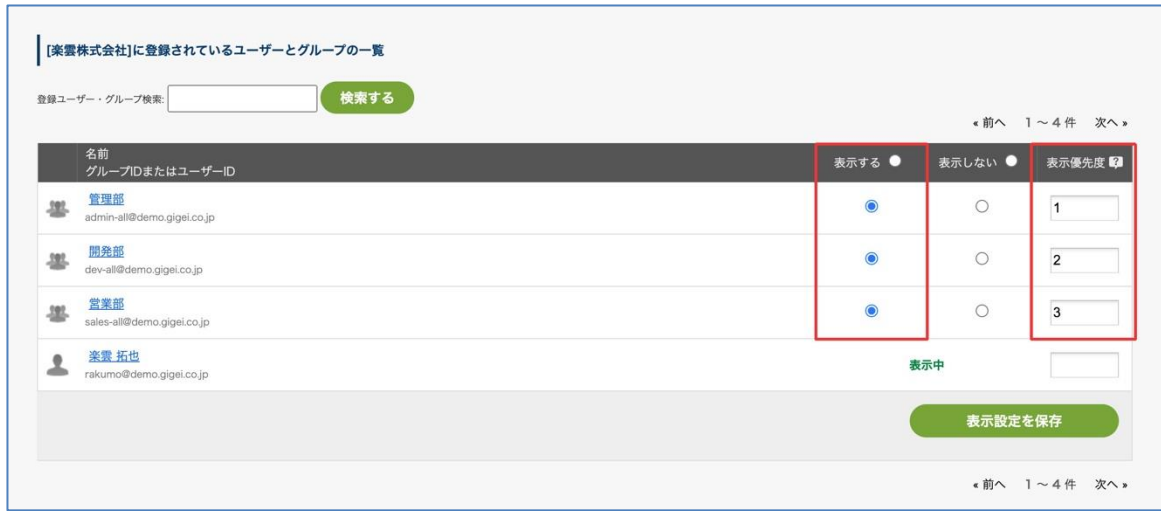 [楽雲株式会社]に登録されているユーザーとグループの一覧
登録ユーザー・グループ検索: 検索する
« 前へ 1 ～ 4 件 次へ »
名前
グループIDまたはユーザーID
表示する 表示しない 表示優先度 ?
管理部
admin-all@demo.gigei.co.jp
1
開発部
dev-all@demo.gigei.co.jp
2
営業部
sales-all@demo.gigei.co.jp
3
楽雲 拓也
rakumo@demo.gigei.co.jp
表示中
表示設定を保存
« 前へ 1 ～ 4 件 次へ »